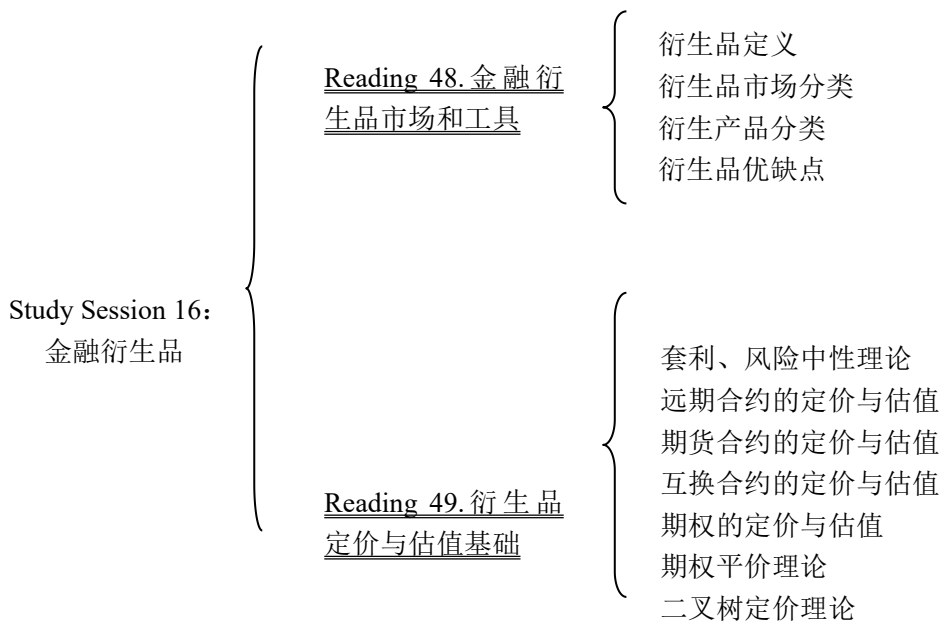 Study Session 16：
金融衍生品
Reading 48.金融衍
生品市场和工具
衍生品定义
衍生品市场分类
衍生产品分类
衍生品优缺点
Reading 49.衍生品
定价与估值基础
套利、风险中性理论
远期合约的定价与估值
期货合约的定价与估值
互换合约的定价与估值
期权的定价与估值
期权平价理论
二叉树定价理论